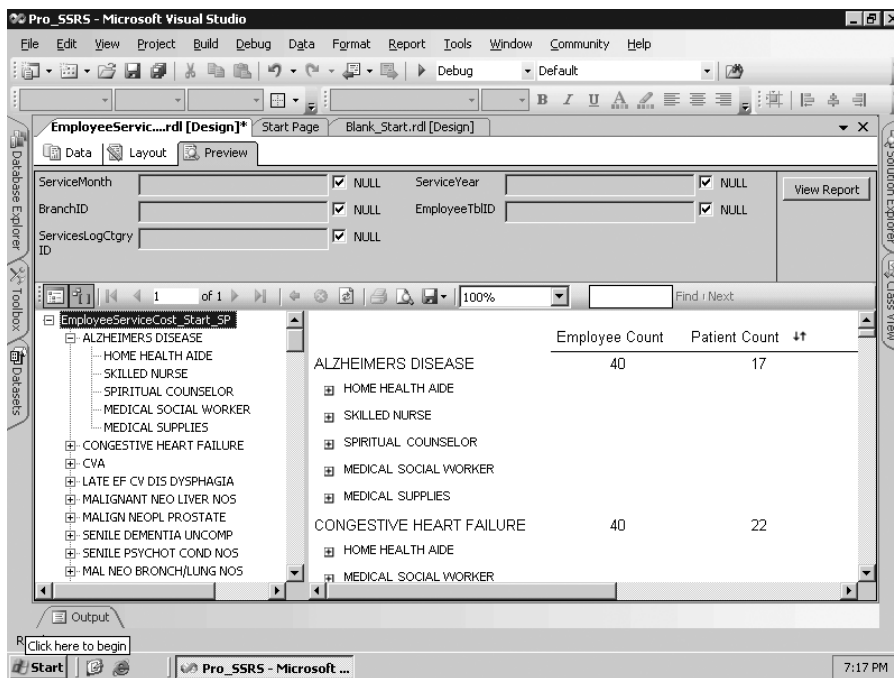 Pro_SSRS - Microsoft Visual Studio
File Edit View Project Build Debug Data Format Report Tools Window Community Help
Debug Default
B I U A
EmployeeServic....rdl [Design]* Start Page Blank_Start.rdl [Design]
Data Layout Preview
Database Explorer
Toolbox
Datasets
Solution Explorer
Class View
ServiceMonth NULL ServiceYear NULL View Report
BranchID NULL EmployeeTblID NULL
ServicesLogCtgry NULL
ID
1 of 1 100% Find Next
EmployeeServiceCost_Start_SP
ALZHEIMERS DISEASE
HOME HEALTH AIDE
SKILLED NURSE
SPIRITUAL COUNSELOR
MEDICAL SOCIAL WORKER
MEDICAL SUPPLIES
CONGESTIVE HEART FAILURE
CVA
LATE EF CV DIS DYSPHAGIA
MALIGNANT NEO LIVER NOS
MALIGN NEOPL PROSTATE
SENILE DEMENTIA UNCOMP
SENILE PSYCHOT COND NOS
MAL NEO BRONCH/LUNG NOS
Employee Count Patient Count
ALZHEIMERS DISEASE 40 17
HOME HEALTH AIDE
SKILLED NURSE
SPIRITUAL COUNSELOR
MEDICAL SOCIAL WORKER
MEDICAL SUPPLIES
CONGESTIVE HEART FAILURE 40 22
HOME HEALTH AIDE
MEDICAL SOCIAL WORKER
Output
Click here to begin
Start Pro_SSRS - Microsoft ... 7:17 PM